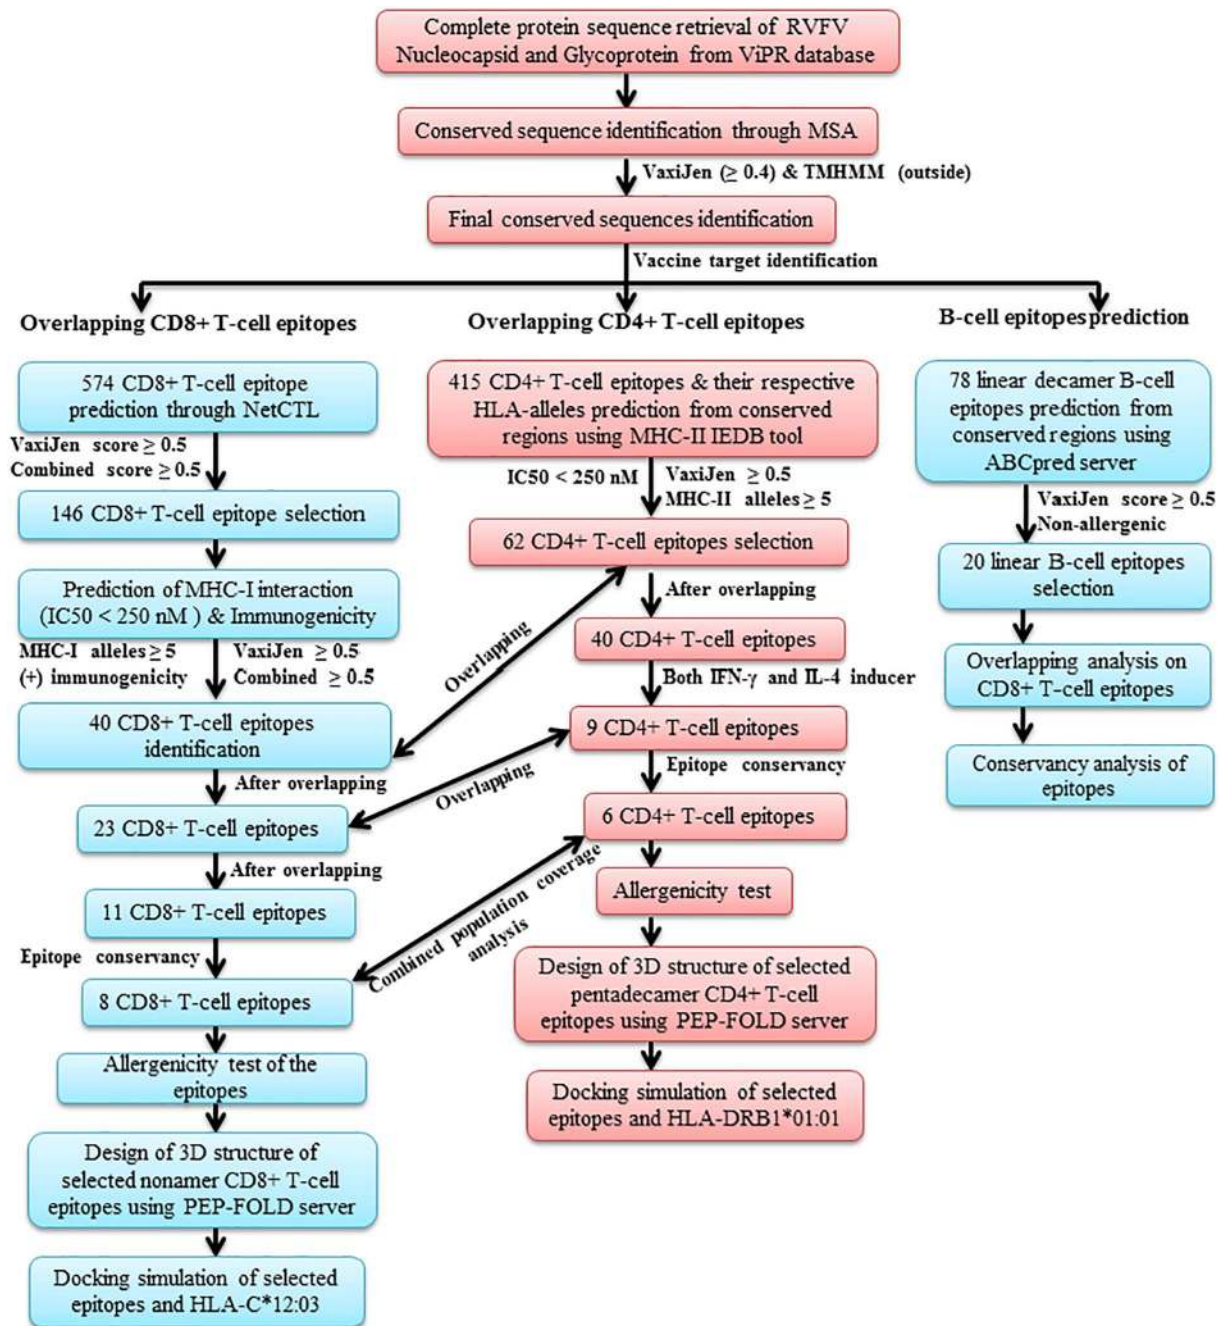 Complete protein sequence retrieval of RVFV
Nucleocapsid and Glycoprotein from ViPR database
Conserved sequence identification through MSA
VaxiJen (≥ 0.4) & TMHMM (outside)
Final conserved sequences identification
Vaccine target identification
Overlapping CD8+ T-cell epitopes
574 CD8+ T-cell epitope
prediction through NetCTL
VaxiJen score ≥ 0.5
Combined score ≥0.5
146 CD8+ T-cell epitope selection
Prediction of MHC-I interaction
(IC50 < 250 nM ) & Immunogenicity
MHC-I alleles ≥ 5
(+) immunogenicity
VaxiJen ≥ 0.5
Combined ≥ 0.5
40 CD8+ T-cell epitopes
identification
After overlapping
23 CD8+ T-cell epitopes
After overlapping
11 CD8+ T-cell epitopes
Epitope conservancy
8 CD8+ T-cell epitopes
Allergenicity test of the
epitopes
Design of 3D structure of
selected nonamer CD8+ T-cell
epitopes using PEP-FOLD server
Docking simulation of selected
epitopes and HLA-C*12:03
Overlapping
Overlapping
Combined population coverage
analysis
Overlapping CD4+ T-cell epitopes
415 CD4+ T-cell epitopes & their respective
HLA-alleles prediction from conserved
regions using MHC-II IEDB tool
IC50 < 250 nM
VaxiJen ≥ 0.5
MHC-II alleles ≥ 5
62 CD4+ T-cell epitopes selection
After overlapping
40 CD4+ T-cell epitopes
Both IFN-γ and IL-4 inducer
9 CD4+ T-cell epitopes
Epitope conservancy
6 CD4+ T-cell epitopes
Allergenicity test
Design of 3D structure of selected
pentadecamer CD4+ T-cell
epitopes using PEP-FOLD server
Docking simulation of selected
epitopes and HLA-DRB1*01:01
B-cell epitopes prediction
78 linear decamer B-cell
epitopes prediction from
conserved regions using
ABCpred server
VaxiJen score ≥0.5
Non-allergenic
20 linear B-cell epitopes
selection
Overlapping analysis on
CD8+ T-cell epitopes
Conservancy analysis of
epitopes